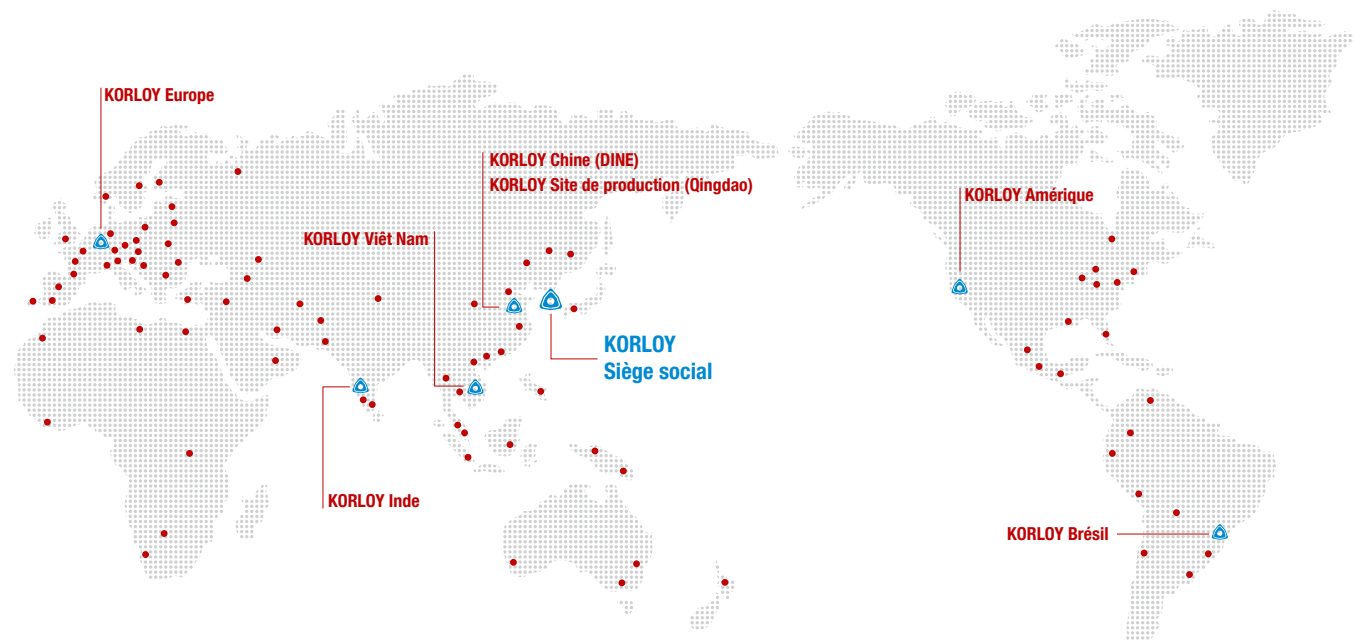 KORLOY Europe
KORLOY Chine (DINE)
KORLOY Site de production (Qingdao)
KORLOY Amérique
KORLOY Viêt Nam
KORLOY
Siège social
KORLOY Inde
KORLOY Brésil